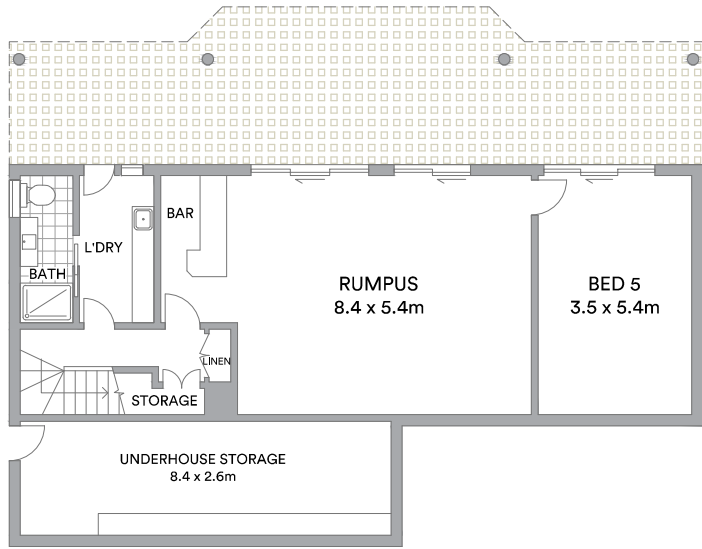 BAR
L'DRY
BATH
RUMPUS
8.4 x 5.4m
BED 5
3.5 x 5.4m
LINEN
STORAGE
UNDERHOUSE STORAGE
8.4 x 2.6m